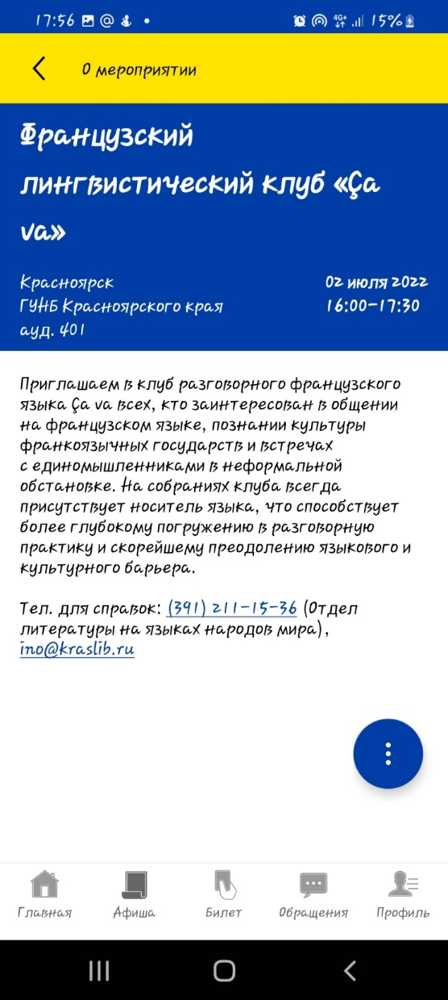 17:56 @ 4G+ 15%
О мероприятии
Французский
лингвистический клуб «Ça
va»
Красноярск
02 июля 2022
ГУНБ Красноярского края
16:00-17:30
ауд. 401
Приглашаем в клуб разговорного французского
языка Ça va всех, кто заинтересован в общении
на французском языке, познании культуры
франкоязычных государств и встречах
с единомышленниками в неформальной
обстановке. На собраниях клуба всегда
присутствует носитель языка, что способствует
более глубокому погружению в разговорную
практику и скорейшему преодолению языкового и
культурного барьера.
Тел. для справок: (391) 211-15-36 (Отдел
литературы на языках народов мира),
ino@kraslib.ru
Главная Афиша Билет Обращения Профиль